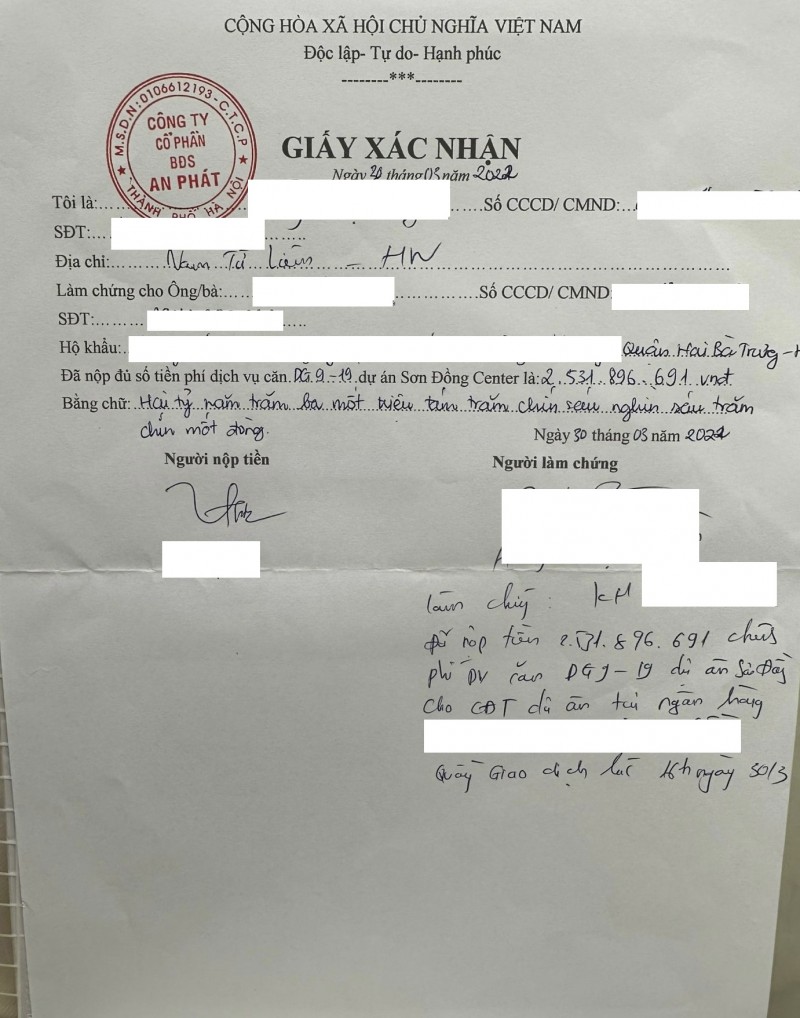 CỘNG HÒA XÃ HỘI CHỦ NGHĨA VIỆT NAM
Độc lập- Tự do- Hạnh phúc
--------***--------
M.S.D.N:0106612193-C.T.C.P
CÔNG TY
CỔ PHẦN
BĐS
AN PHÁT
★ THÀNH PHỐ HÀ NỘI ★
GIẤY XÁC NHẬN
Ngày 30 tháng 03 năm 2022
Tôi là: Số CCCD/ CMND:
SĐT:
Địa chỉ: Nam Từ Liêm - HN
Làm chứng cho Ông/bà: Số CCCD/ CMND:
SĐT:
Hộ khẩu: Quận Hai Bà Trưng - H
Đã nộp đủ số tiền phí dịch vụ căn DG 9-19 dự án Sơn Đồng Center là: 2.531.896.691 vnđ
Bằng chữ: Hai tỷ năm trăm ba một triệu tám trăm chín sáu nghìn sáu trăm
chín một đồng.
Ngày 30 tháng 03 năm 2022
Người nộp tiền Người làm chứng
làm chứng: KH
Đã nộp tiền 2.531.896.691
phí DV căn -19 dự án Sơn Đồng
cho CĐT dự án tại ngân hàng
Quầy Giao dịch lúc 16h ngày 30/3